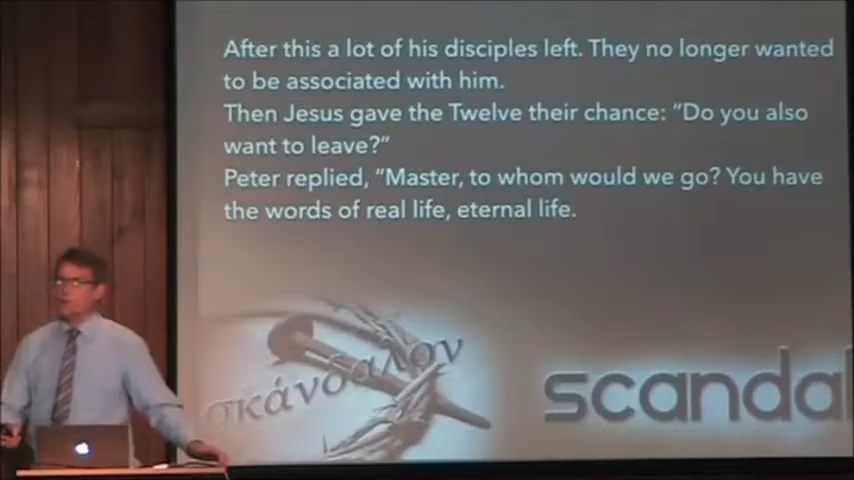 After this a lot of his disciples left. They no longer wanted
to be associated with him.
Then Jesus gave the Twelve their chance: “Do you also
want to leave?”
Peter replied, “Master, to whom would we go? You have
the words of real life, eternal life.
σκάνδαλον
scandal